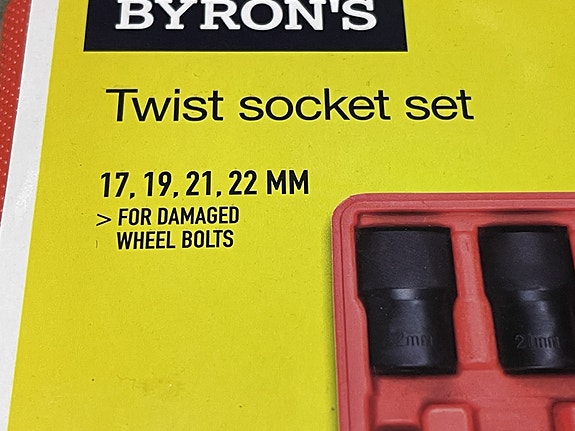 BYRON'S
Twist socket set
17, 19, 21, 22 MM
> FOR DAMAGED
WHEEL BOLTS